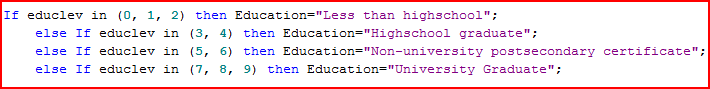 If educlev in (0, 1, 2) then Education="Less than highschool";
else If educlev in (3, 4) then Education="Highschool graduate";
else If educlev in (5, 6) then Education="Non-university postsecondary certificate";
else If educlev in (7, 8, 9) then Education="University Graduate";